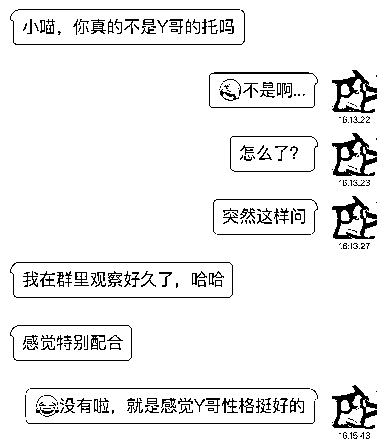 小喵，你真的不是Y哥的托吗
不是啊...
16:13:22
怎么了？
16:13:23
突然这样问
16:13:27
我在群里观察好久了，哈哈
感觉特别配合
没有啦，就是感觉Y哥性格挺好的
16:15:43